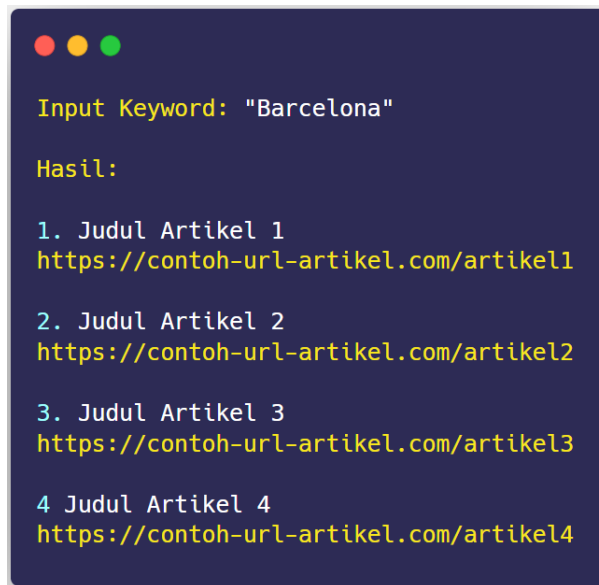 Input Keyword: "Barcelona"
Hasil:
1. Judul Artikel 1
https://contoh-url-artikel.com/artikel1
2. Judul Artikel 2
https://contoh-url-artikel.com/artikel2
3. Judul Artikel 3
https://contoh-url-artikel.com/artikel3
4 Judul Artikel 4
https://contoh-url-artikel.com/artikel4